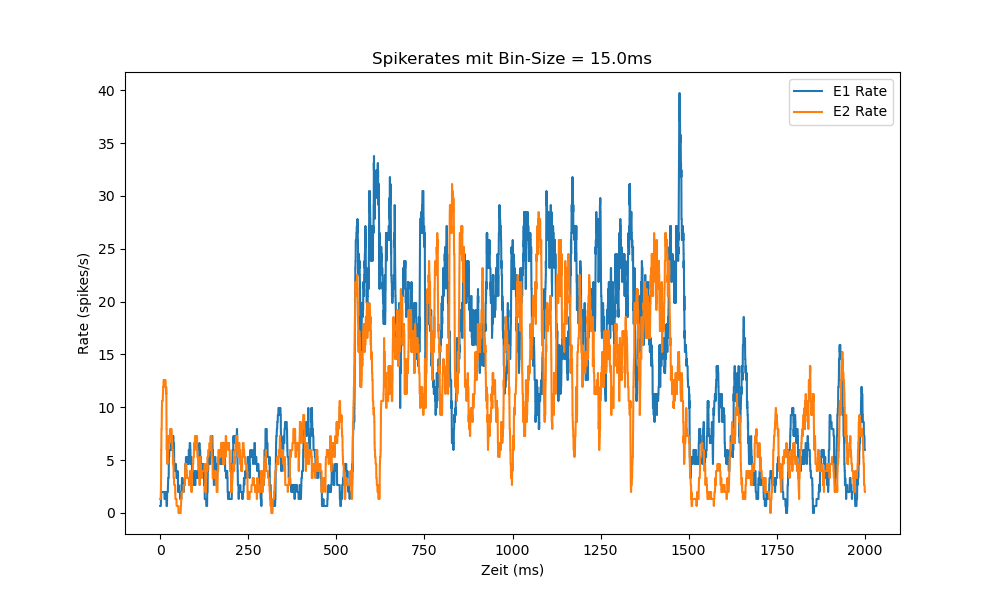 Spikerates mit Bin-Size = 15.0ms
E1 Rate
E2 Rate
40
35
30
25
20
15
10
5
0
Rate (spikes/s)
0 250 500 750 1000 1250 1500 1750 2000
Zeit (ms)